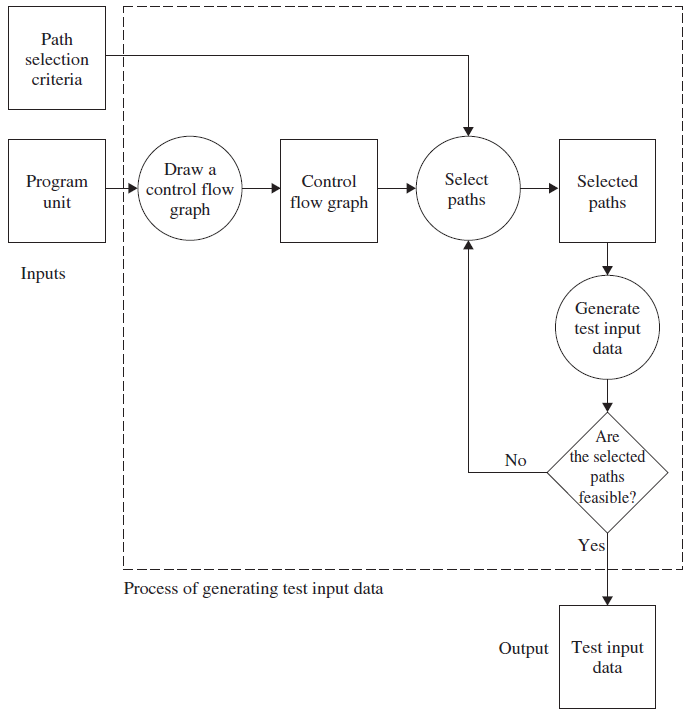 Path
selection
criteria
Program
unit
Inputs
Draw a
control flow
graph
Control
flow graph
Select
paths
Selected
paths
Generate
test input
data
Are
the selected
paths
feasible?
No
Yes
Process of generating test input data
Output
Test input
data